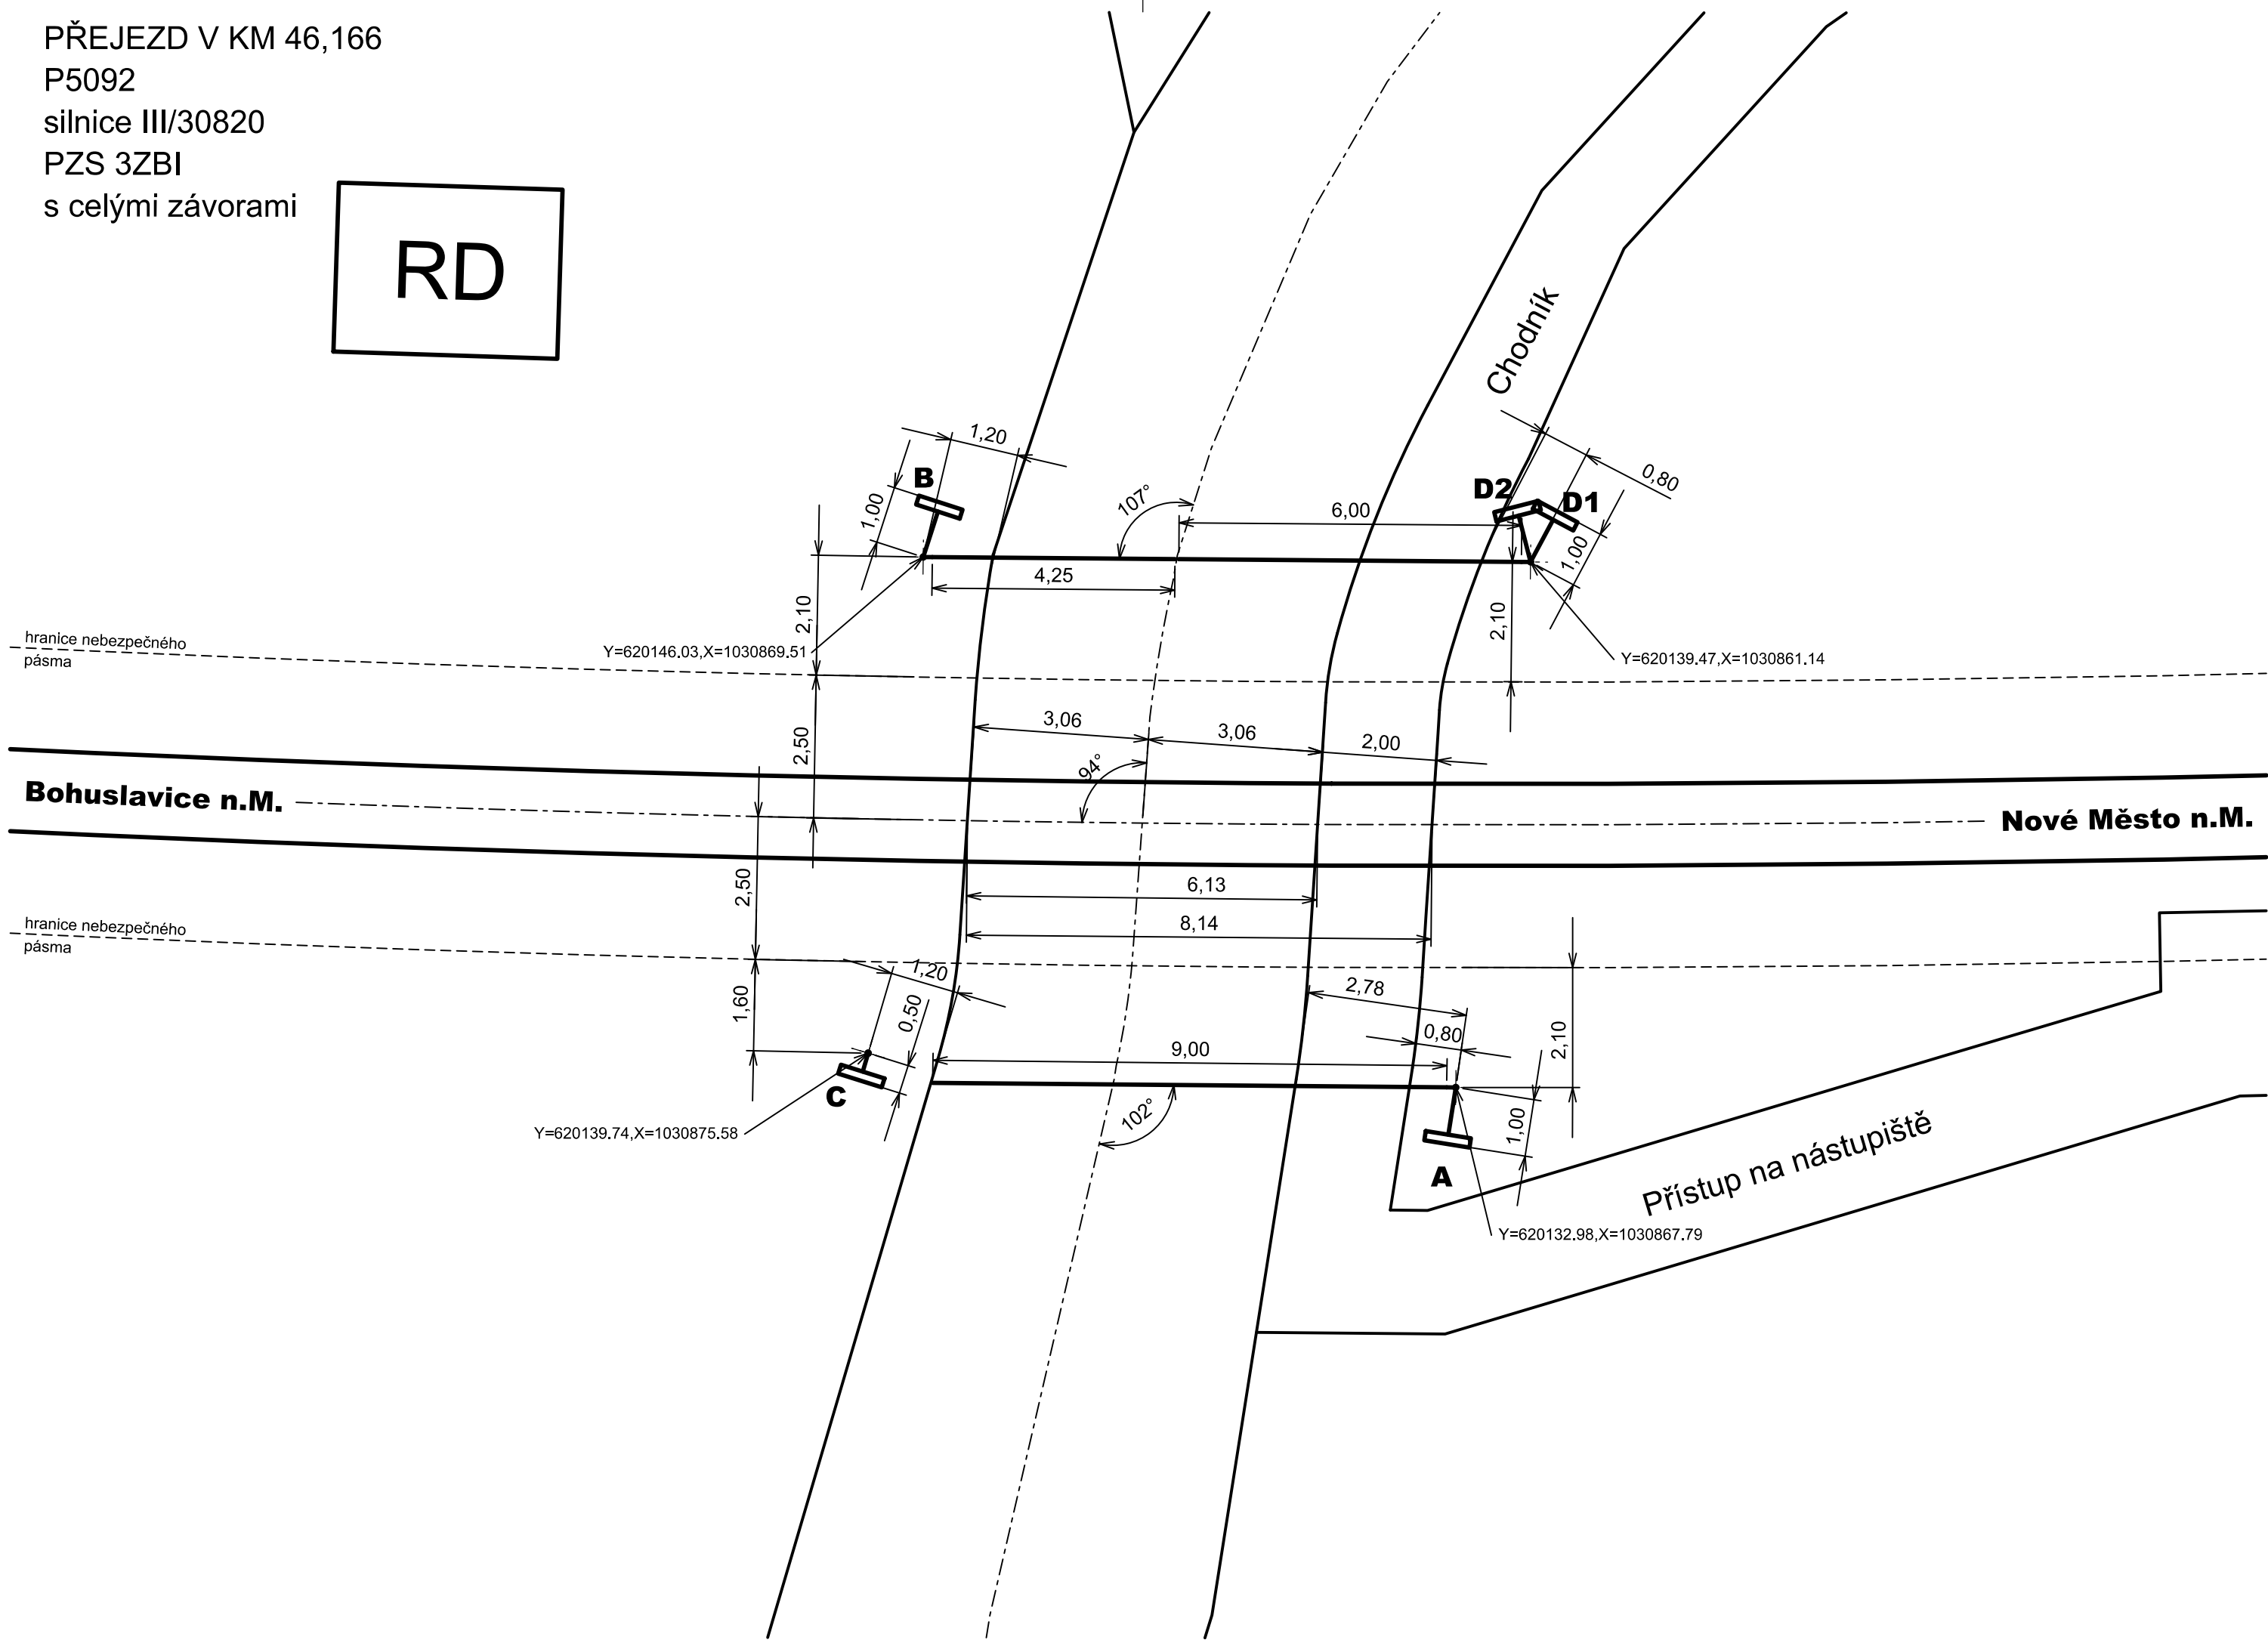 PŘEJEZD V KM 46,166
P5092
silnice III/30820
PZS 3ZBI
s celými závorami
RD
Chodník
1,20
B
1,00
107°
6,00
D2
D1
0,80
1,00
4,25
2,10
2,10
hranice nebezpečného
pásma
Y=620146.03,X=1030869.51
Y=620139.47,X=1030861.14
3,06
3,06
2,00
2,50
94°
Bohuslavice n.M.
Nové Město n.M.
2,50
6,13
8,14
hranice nebezpečného
pásma
1,20
0,50
1,60
2,78
0,80
2,10
9,00
C
102°
1,00
Y=620139.74,X=1030875.58
A
Přístup na nástupiště
Y=620132.98,X=1030867.79